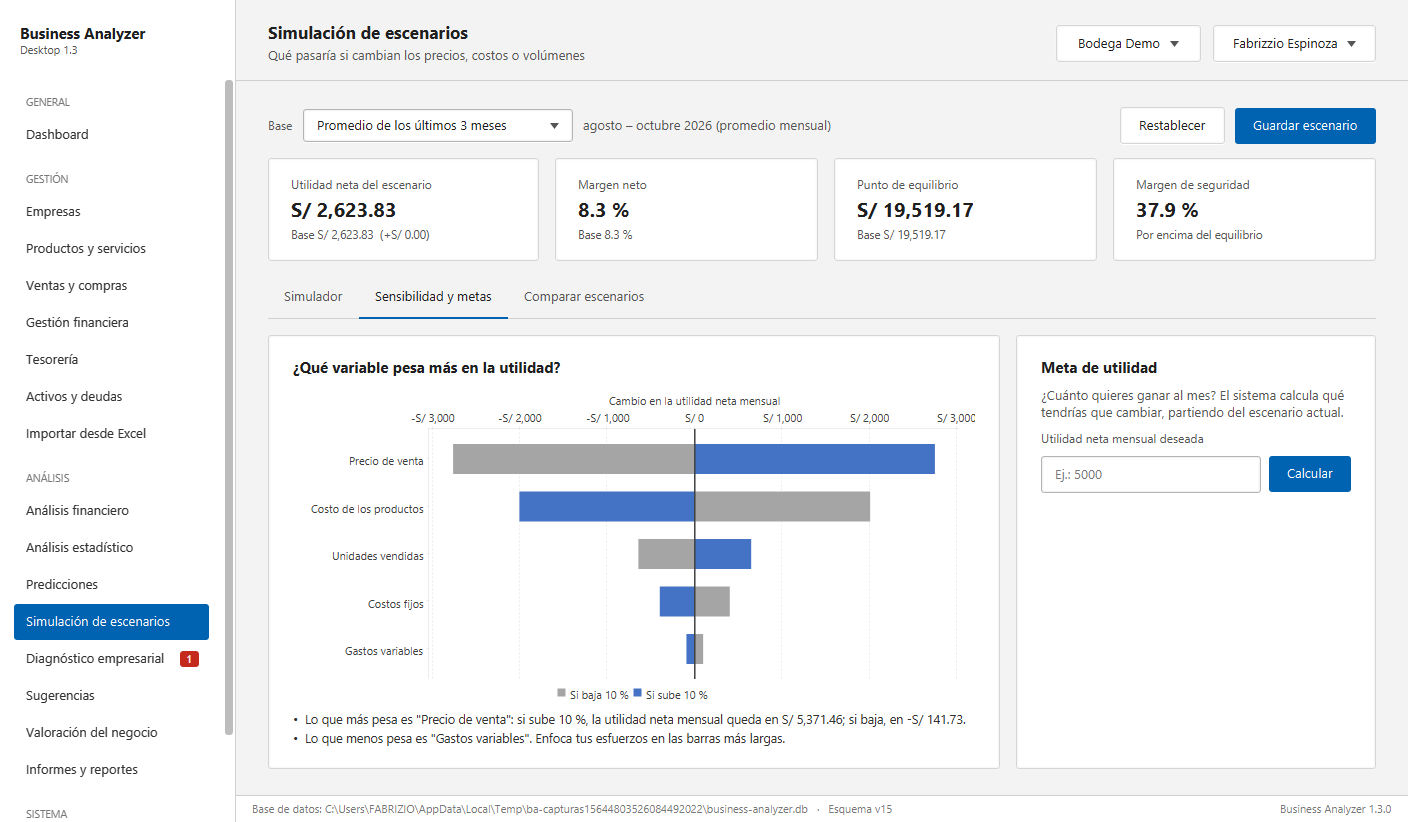 Business Analyzer
Desktop 1.3
GENERAL
Dashboard
GESTIÓN
Empresas
Productos y servicios
Ventas y compras
Gestión financiera
Tesorería
Activos y deudas
Importar desde Excel
ANÁLISIS
Análisis financiero
Análisis estadístico
Predicciones
Simulación de escenarios
Diagnóstico empresarial 1
Sugerencias
Valoración del negocio
Informes y reportes
SISTEMA
Simulación de escenarios
Qué pasaría si cambian los precios, costos o volúmenes
Bodega Demo
Fabrizzio Espinoza
Base
Promedio de los últimos 3 meses
agosto – octubre 2026 (promedio mensual)
Restablecer
Guardar escenario
Utilidad neta del escenario
S/ 2,623.83
Base S/ 2,623.83 (+S/ 0.00)
Margen neto
8.3 %
Base 8.3 %
Punto de equilibrio
S/ 19,519.17
Base S/ 19,519.17
Margen de seguridad
37.9 %
Por encima del equilibrio
Simulador
Sensibilidad y metas
Comparar escenarios
¿Qué variable pesa más en la utilidad?
Cambio en la utilidad neta mensual
-S/ 3,000 -S/ 2,000 -S/ 1,000 S/ 0 S/ 1,000 S/ 2,000 S/ 3,000
Precio de venta
Costo de los productos
Unidades vendidas
Costos fijos
Gastos variables
Si baja 10 % Si sube 10 %
• Lo que más pesa es "Precio de venta": si sube 10 %, la utilidad neta mensual queda en S/ 5,371.46; si baja, en -S/ 141.73.
• Lo que menos pesa es "Gastos variables". Enfoca tus esfuerzos en las barras más largas.
Meta de utilidad
¿Cuánto quieres ganar al mes? El sistema calcula qué
tendrías que cambiar, partiendo del escenario actual.
Utilidad neta mensual deseada
Ej.: 5000
Calcular
Base de datos: C:\Users\FABRIZIO\AppData\Local\Temp\ba-capturas15644803526084492022\business-analyzer.db · Esquema v15
Business Analyzer 1.3.0